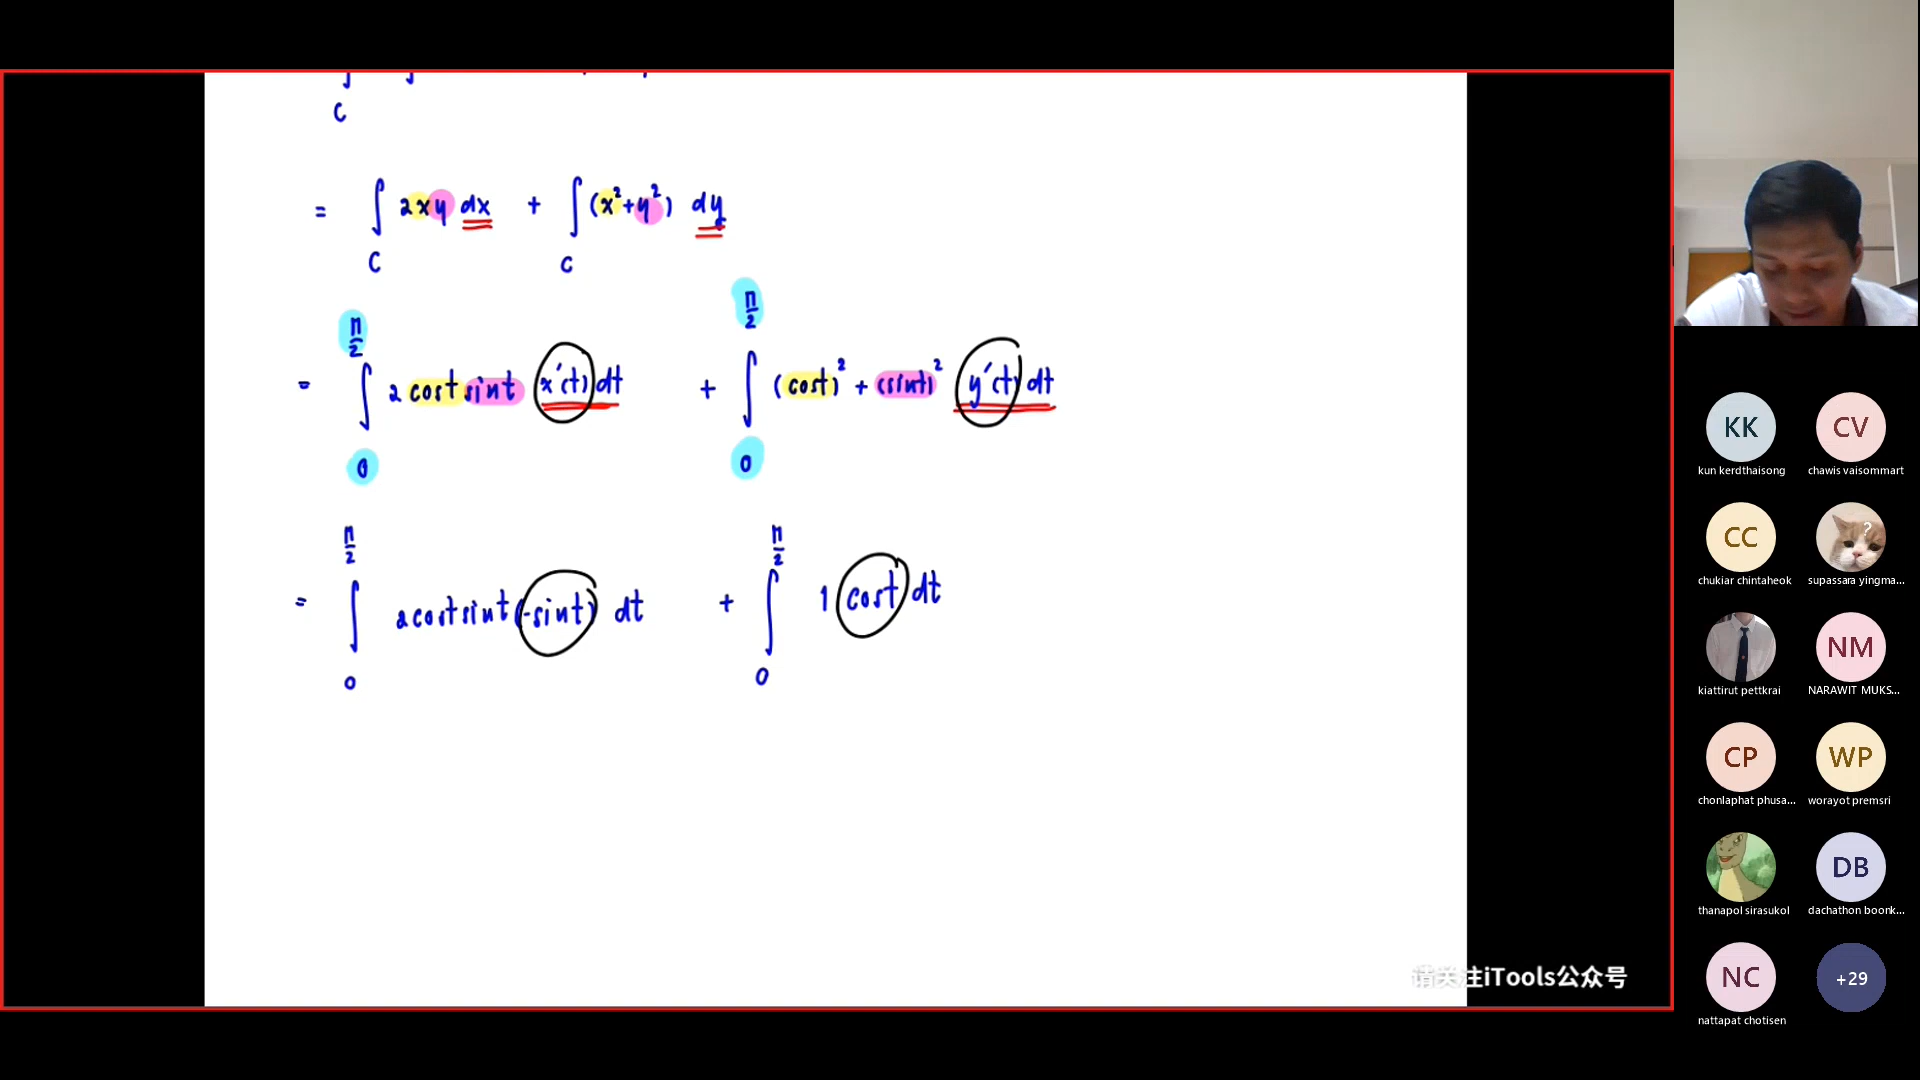 C
= ∫ 2xy dx + ∫ (x²+y²) dy
C C
π/2 π/2
= ∫ 2 cost sint x'(t) dt + ∫ (cost)² + (sint)² y'(t) dt
0 0
π/2 π/2
= ∫ 2costsint(-sint) dt + ∫ 1 cost dt
0 0
请关注iTools公众号
KK CV
kun kerdthaisong chawis vaisommart
CC ?
chukiar chintaheok supassara yingma...
NM
kiattirut pettkrai NARAWIT MUKS...
CP WP
chonlaphat phusa... worayot premsri
DB
thanapol sirasukol dachathon boonk...
NC +29
nattapat chotisen